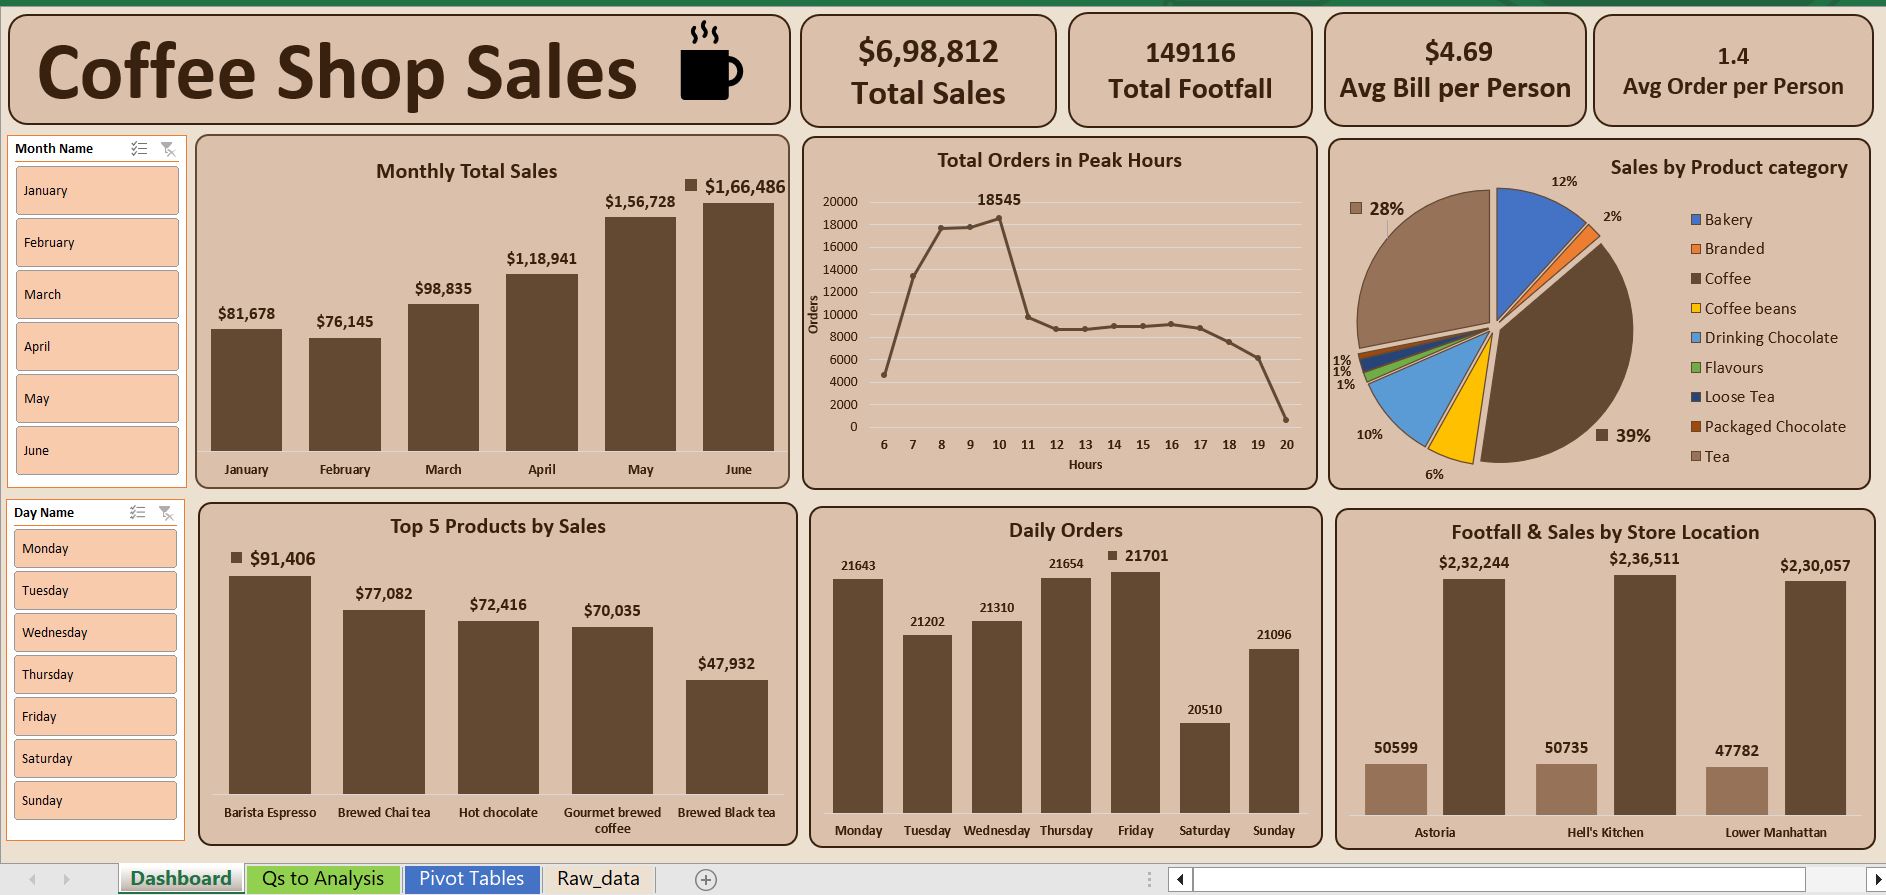 Coffee Shop Sales
$6,98,812
Total Sales
149116
Total Footfall
$4.69
Avg Bill per Person
1.4
Avg Order per Person
Month Name
January
February
March
April
May
June
Monthly Total Sales
$81,678
$76,145
$98,835
$1,18,941
$1,56,728
$1,66,486
January February March April May June
Total Orders in Peak Hours
18545
20000
18000
16000
14000
12000
10000
8000
6000
4000
2000
0
Orders
6 7 8 9 10 11 12 13 14 15 16 17 18 19 20
Hours
Sales by Product category
12%
2%
39%
6%
10%
1%
1%
1%
28%
Bakery
Branded
Coffee
Coffee beans
Drinking Chocolate
Flavours
Loose Tea
Packaged Chocolate
Tea
Day Name
Monday
Tuesday
Wednesday
Thursday
Friday
Saturday
Sunday
Top 5 Products by Sales
$91,406
$77,082
$72,416
$70,035
$47,932
Barista Espresso Brewed Chai tea Hot chocolate Gourmet brewed Brewed Black tea
coffee
Daily Orders
21643
21202
21310
21654
21701
20510
21096
Monday Tuesday Wednesday Thursday Friday Saturday Sunday
Footfall & Sales by Store Location
$2,32,244
$2,36,511
$2,30,057
50599
50735
47782
Astoria Hell's Kitchen Lower Manhattan
Dashboard Qs to Analysis Pivot Tables Raw_data